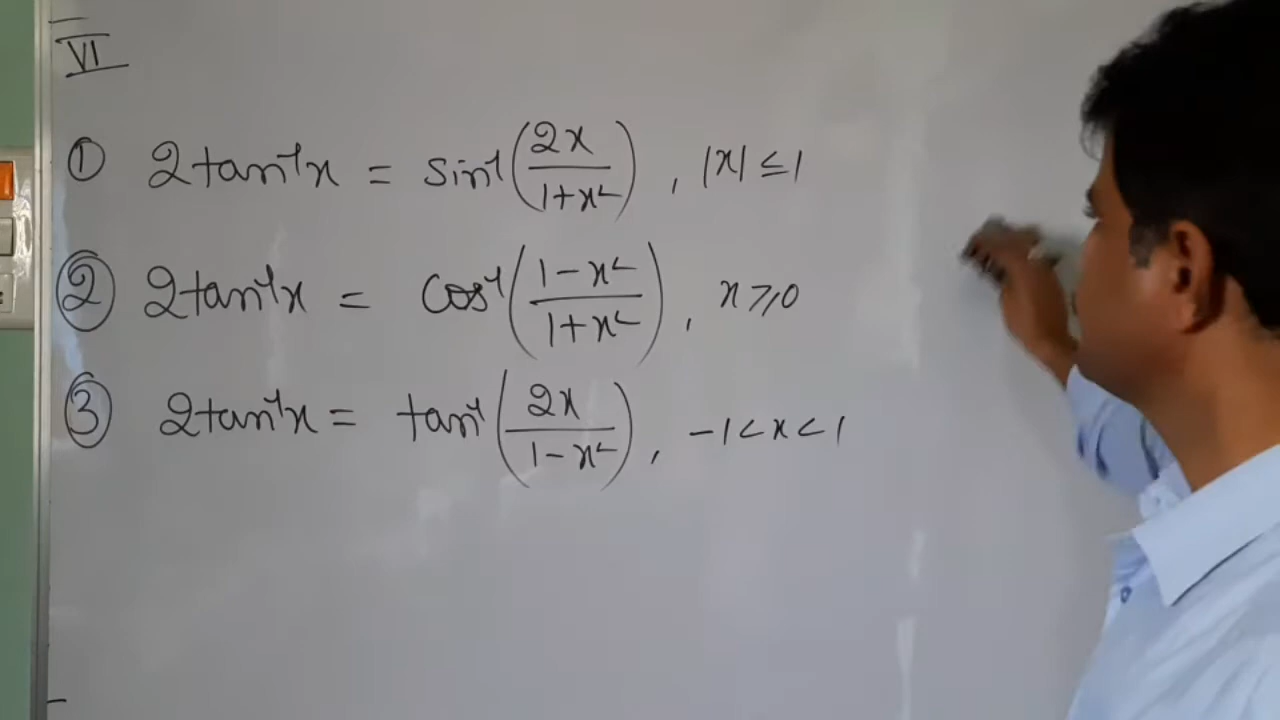 VI
① 2tan⁻¹x = sin⁻¹(2x/1+x²), |x| ≤ 1
② 2tan⁻¹x = cos⁻¹(1-x²/1+x²), x ≥ 0
③ 2tan⁻¹x = tan⁻¹(2x/1-x²), -1<x<1